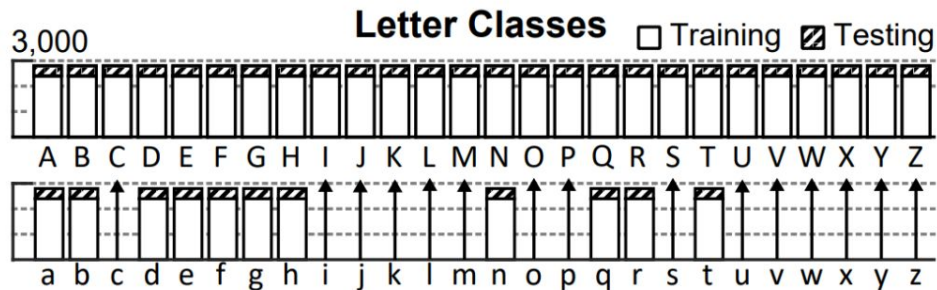 Letter Classes
3,000 Training Testing
A B C D E F G H I J K L M N O P Q R S T U V W X Y Z
a b c d e f g h i j k l m n o p q r s t u v w x y z